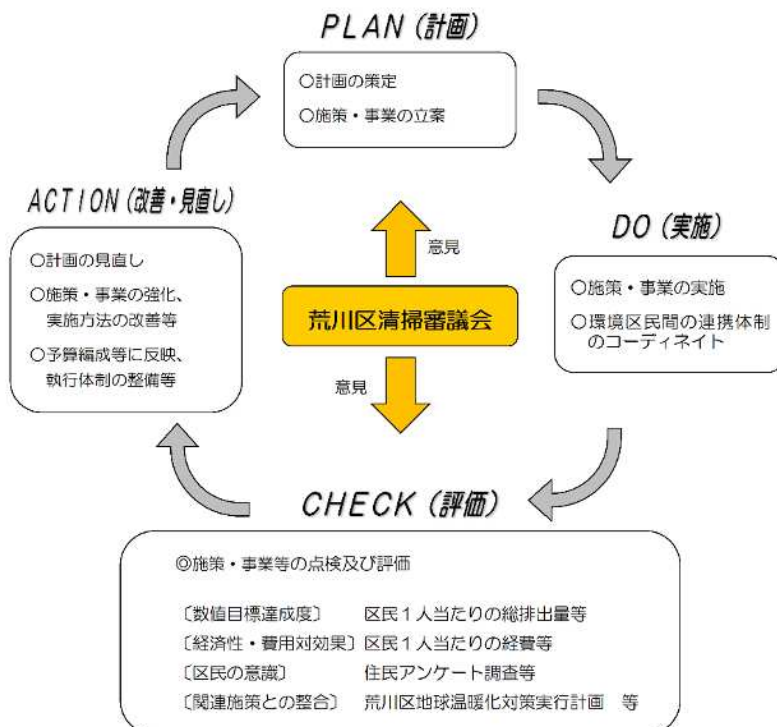 PLAN (計画)
○計画の策定
○施策・事業の立案
ACTION (改善・見直し)
○計画の見直し
○施策・事業の強化、
実施方法の改善等
○予算編成等に反映、
執行体制の整備等
意見
荒川区清掃審議会
意見
DO (実施)
○施策・事業の実施
○環境区民間の連携体制
のコーディネイト
CHECK (評価)
◎施策・事業等の点検及び評価
〔数値目標達成度〕 区民1人当たりの総排出量等
〔経済性・費用対効果〕区民1人当たりの経費等
〔区民の意識〕 住民アンケート調査等
〔関連施策との整合〕 荒川区地球温暖化対策実行計画 等